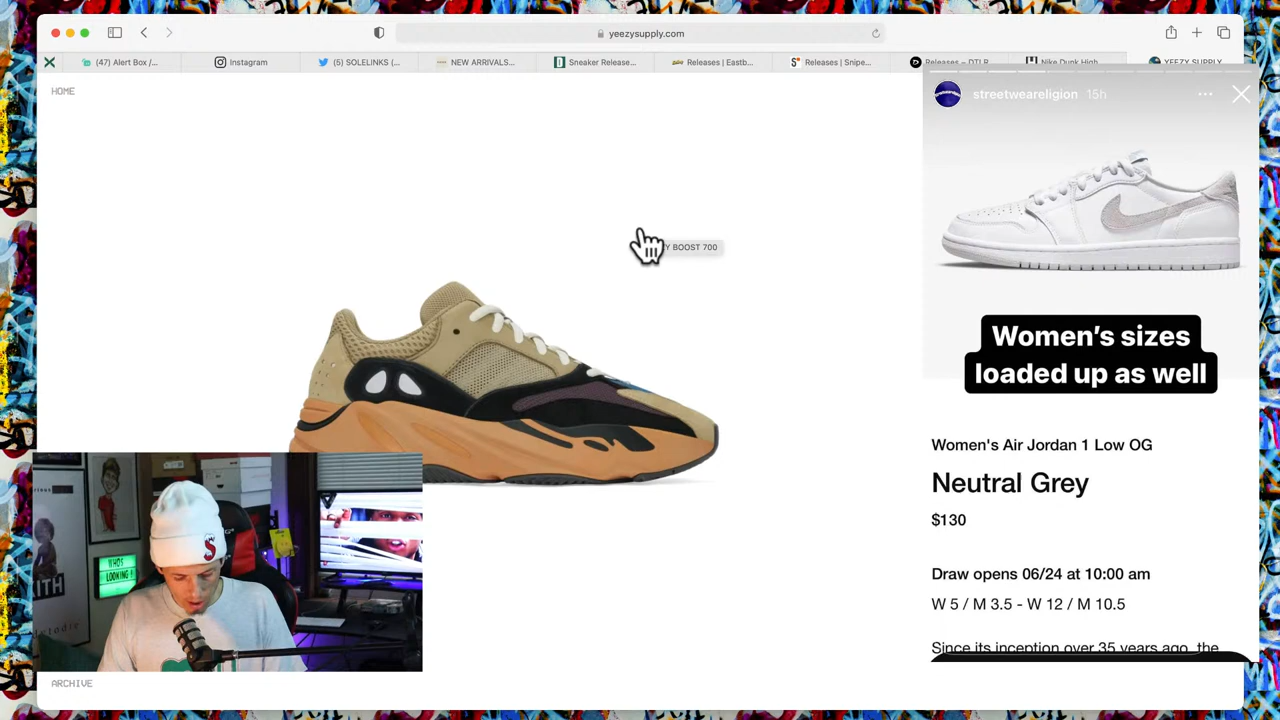 yeezysupply.com
(47) Alert Box /...
Instagram
(5) SOLELINKS (...
NEW ARRIVALS...
Sneaker Release...
Releases | Eastb...
Releases | Snipe...
Releases – DTLR
Nike Dunk High
YEEZY SUPPLY
HOME
Y BOOST 700
streetweareligion 15h
Women's sizes
loaded up as well
Women's Air Jordan 1 Low OG
Neutral Grey
$130
Draw opens 06/24 at 10:00 am
W 5 / M 3.5 - W 12 / M 10.5
Since its inception over 35 years ago, the
WHOS
LOOKING !
S
ARCHIVE